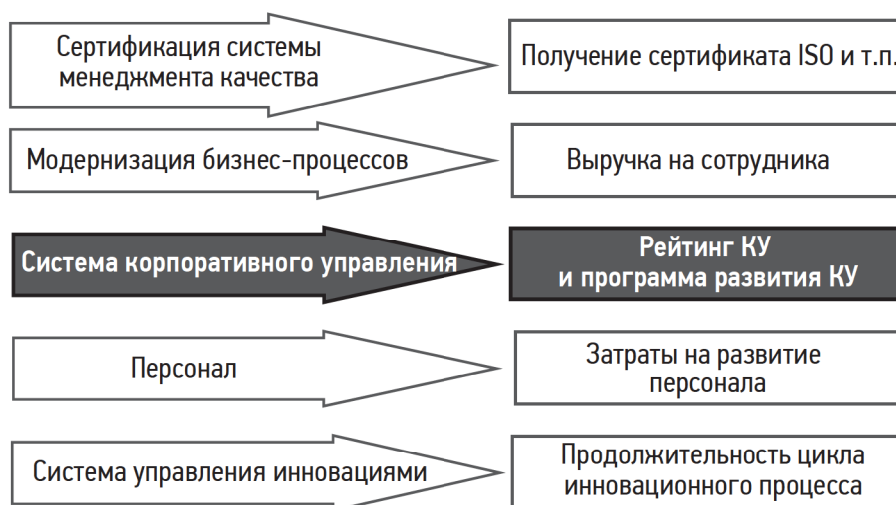 Сертификация системы
менеджмента качества
Получение сертификата ISO и т.п.
Модернизация бизнес-процессов
Выручка на сотрудника
Система корпоративного управления
Рейтинг КУ
и программа развития КУ
Персонал
Затраты на развитие
персонала
Система управления инновациями
Продолжительность цикла
инновационного процесса